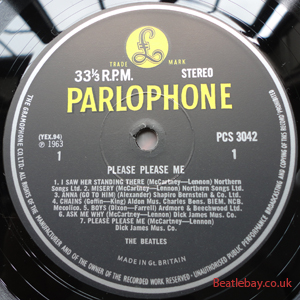 £
TRADE MARK
33⅓ R.P.M. STEREO
PARLOPHONE
(YEX.94)
℗ 1963
PCS 3042
1 1
PLEASE PLEASE ME
1. I SAW HER STANDING THERE (McCartney—Lennon) Northern
Songs Ltd. 2. MISERY (McCartney—Lennon) Northern Songs Ltd.
3. ANNA (GO TO HIM) (Alexander) Shapiro Bernstein & Co. Ltd.
4. CHAINS (Goffin—King) Aldon Mus. Charles Bens. BIEM. NCB.
5. BOYS (Dixon—Farrell) Ardmore & Beechwood Ltd.
6. ASK ME WHY (McCartney—Lennon) Dick James Mus. Co.
7. PLEASE PLEASE ME (McCartney—Lennon)
Dick James Mus. Co.
THE BEATLES
MADE IN GT. BRITAIN
THE GRAMOPHONE CO. LTD. ALL RIGHTS OF THE MANUFACTURER AND OF THE OWNER OF THE RECORDED WORK RESERVED. UNAUTHORISED PUBLIC PERFORMANCE BROADCASTING AND COPYING OF THIS RECORD PROHIBITED
Beatlebay.co.uk